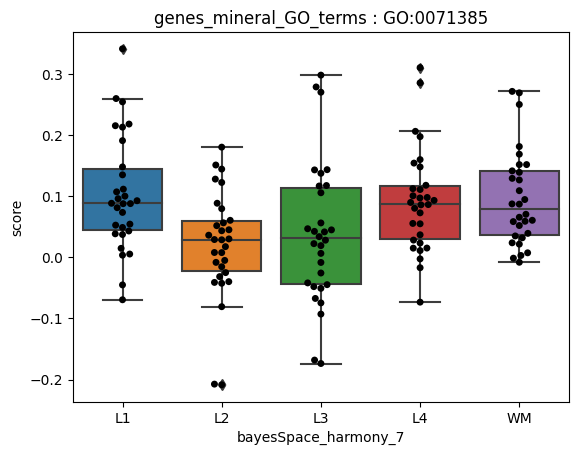 genes_mineral_GO_terms : GO:0071385
score
0.3
0.2
0.1
0.0
−0.1
−0.2
L1 L2 L3 L4 WM
bayesSpace_harmony_7